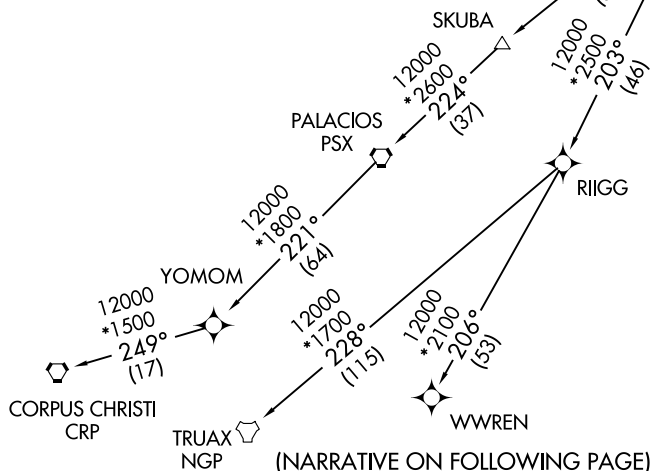 SKUBA
12000
*2500
203°
(46)
12000
*2600
224°
(37)
PALACIOS
PSX
RIIGG
12000
*1800
221°
(64)
YOMOM
12000
*1500
249°
(17)
12000
*1700
228°
(115)
12000
*2100
206°
(53)
CORPUS CHRISTI
CRP
TRUAX
NGP
WWREN
(NARRATIVE ON FOLLOWING PAGE)